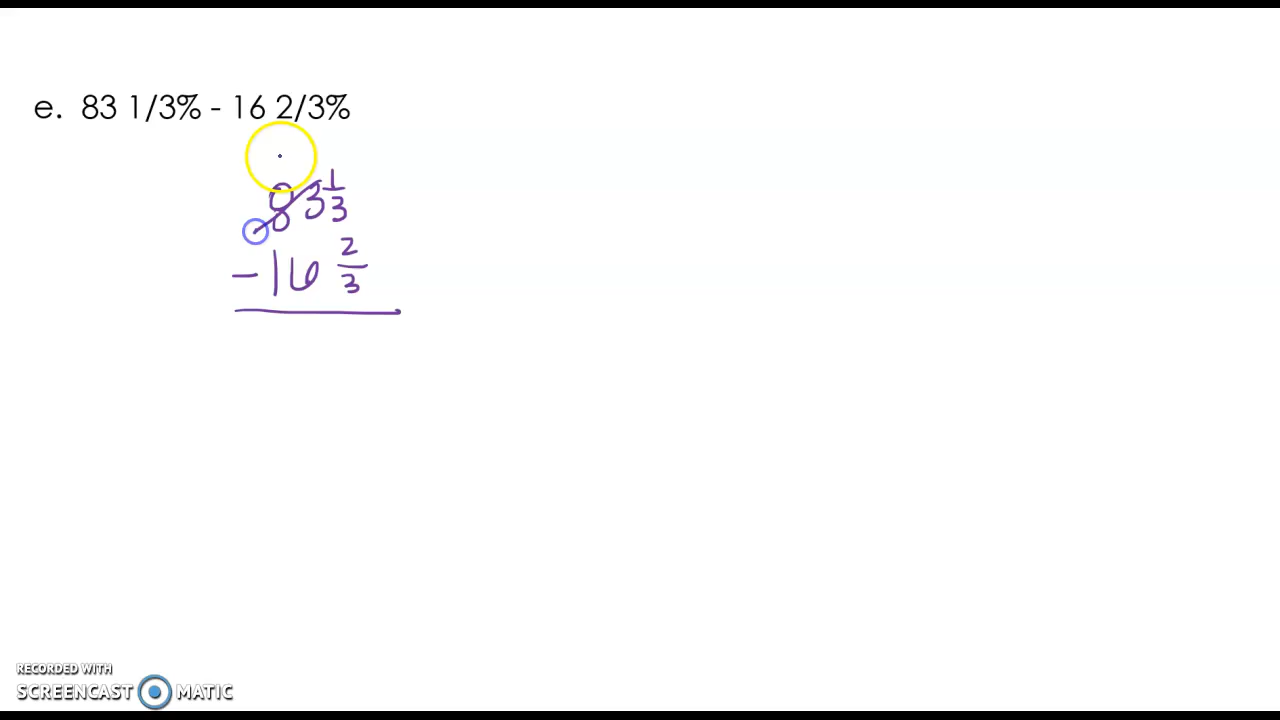 e. 83 1/3% - 16 2/3%
83 1/3
- 16 2/3
RECORDED WITH
SCREENCAST MATIC